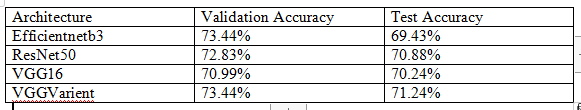 Architecture Validation Accuracy Test Accuracy
Efficientnetb3 73.44% 69.43%
ResNet50 72.83% 70.88%
VGG16 70.99% 70.24%
VGGVarient 73.44% 71.24%